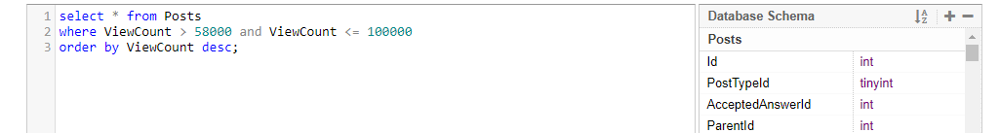 1 select * from Posts
2 where ViewCount > 58000 and ViewCount <= 100000
3 order by ViewCount desc;
Database Schema
Posts
Id int
PostTypeId tinyint
AcceptedAnswerId int
ParentId int